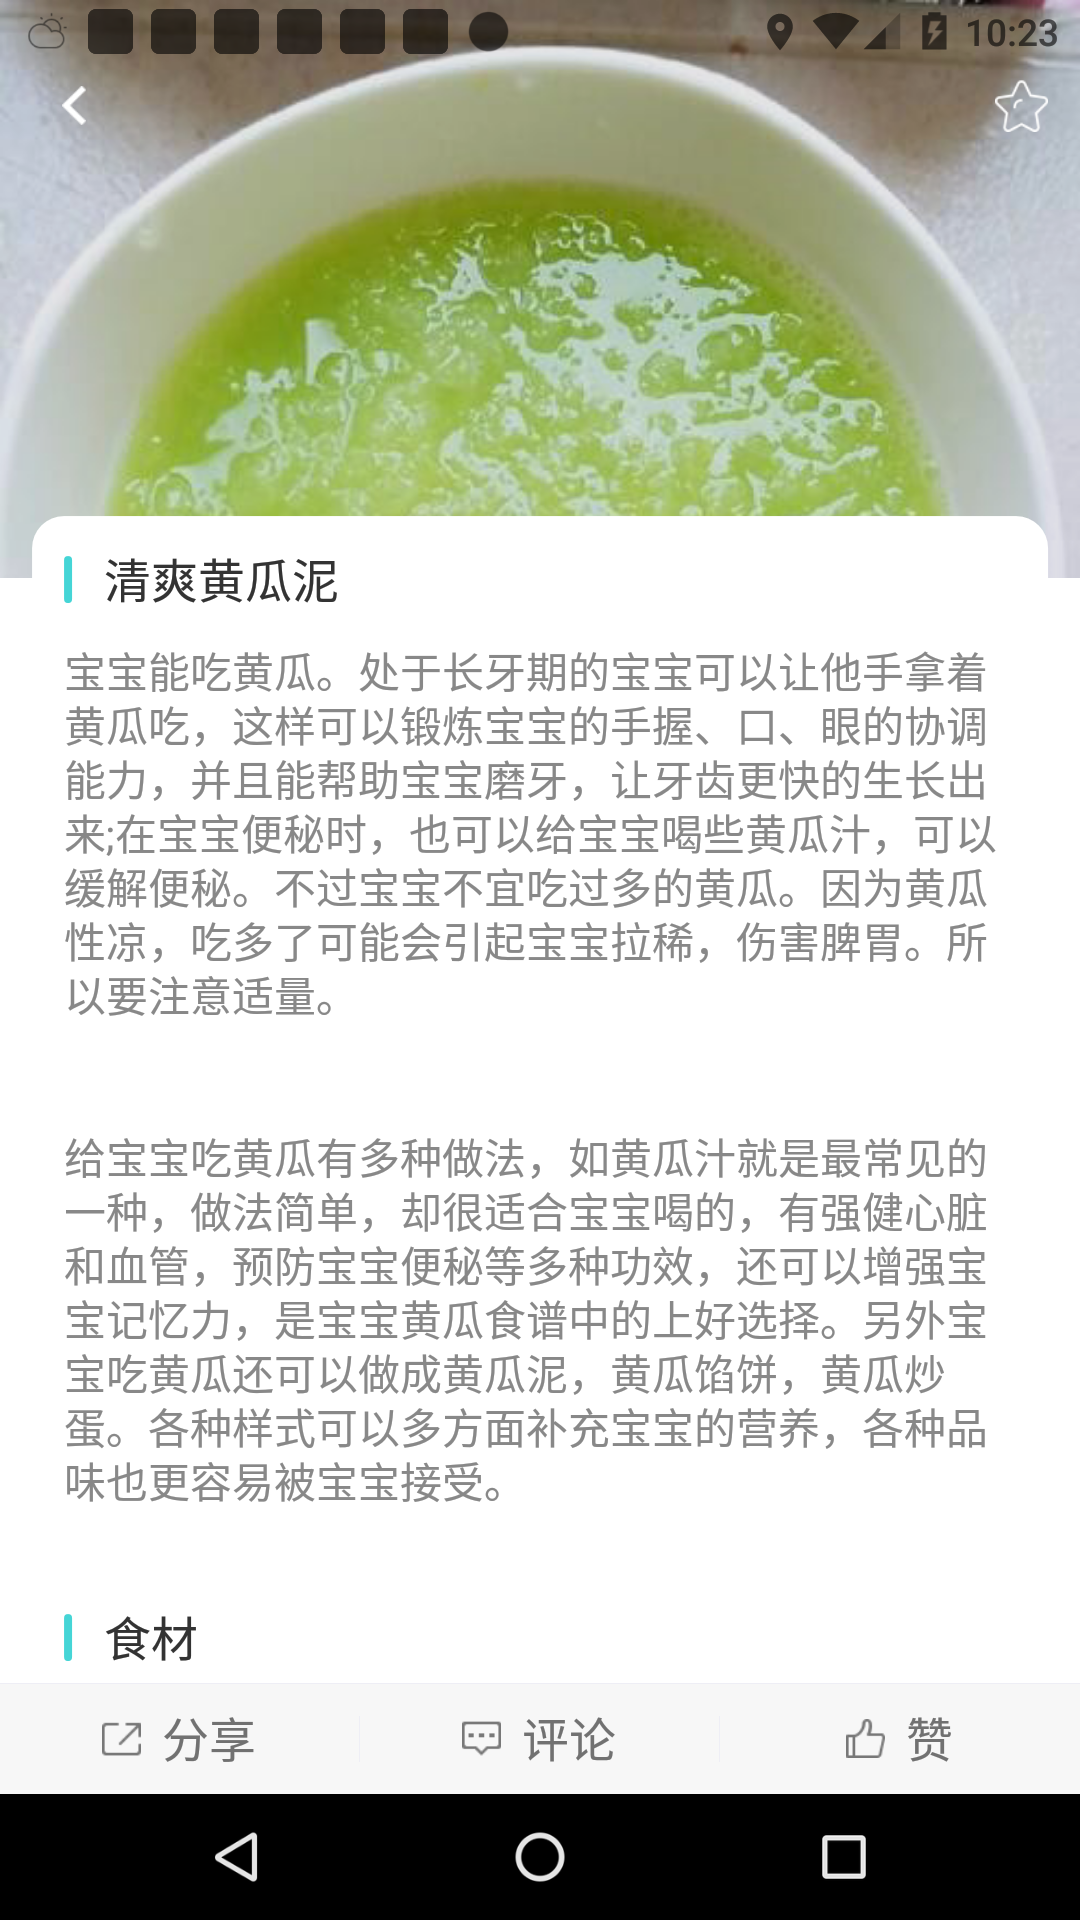 10:23
清爽黄瓜泥
宝宝能吃黄瓜。处于长牙期的宝宝可以让他手拿着
黄瓜吃，这样可以锻炼宝宝的手握、口、眼的协调
能力，并且能帮助宝宝磨牙，让牙齿更快的生长出
来;在宝宝便秘时，也可以给宝宝喝些黄瓜汁，可以
缓解便秘。不过宝宝不宜吃过多的黄瓜。因为黄瓜
性凉，吃多了可能会引起宝宝拉稀，伤害脾胃。所
以要注意适量。
给宝宝吃黄瓜有多种做法，如黄瓜汁就是最常见的
一种，做法简单，却很适合宝宝喝的，有强健心脏
和血管，预防宝宝便秘等多种功效，还可以增强宝
宝记忆力，是宝宝黄瓜食谱中的上好选择。另外宝
宝吃黄瓜还可以做成黄瓜泥，黄瓜馅饼，黄瓜炒
蛋。各种样式可以多方面补充宝宝的营养，各种品
味也更容易被宝宝接受。
食材
分享
评论
赞